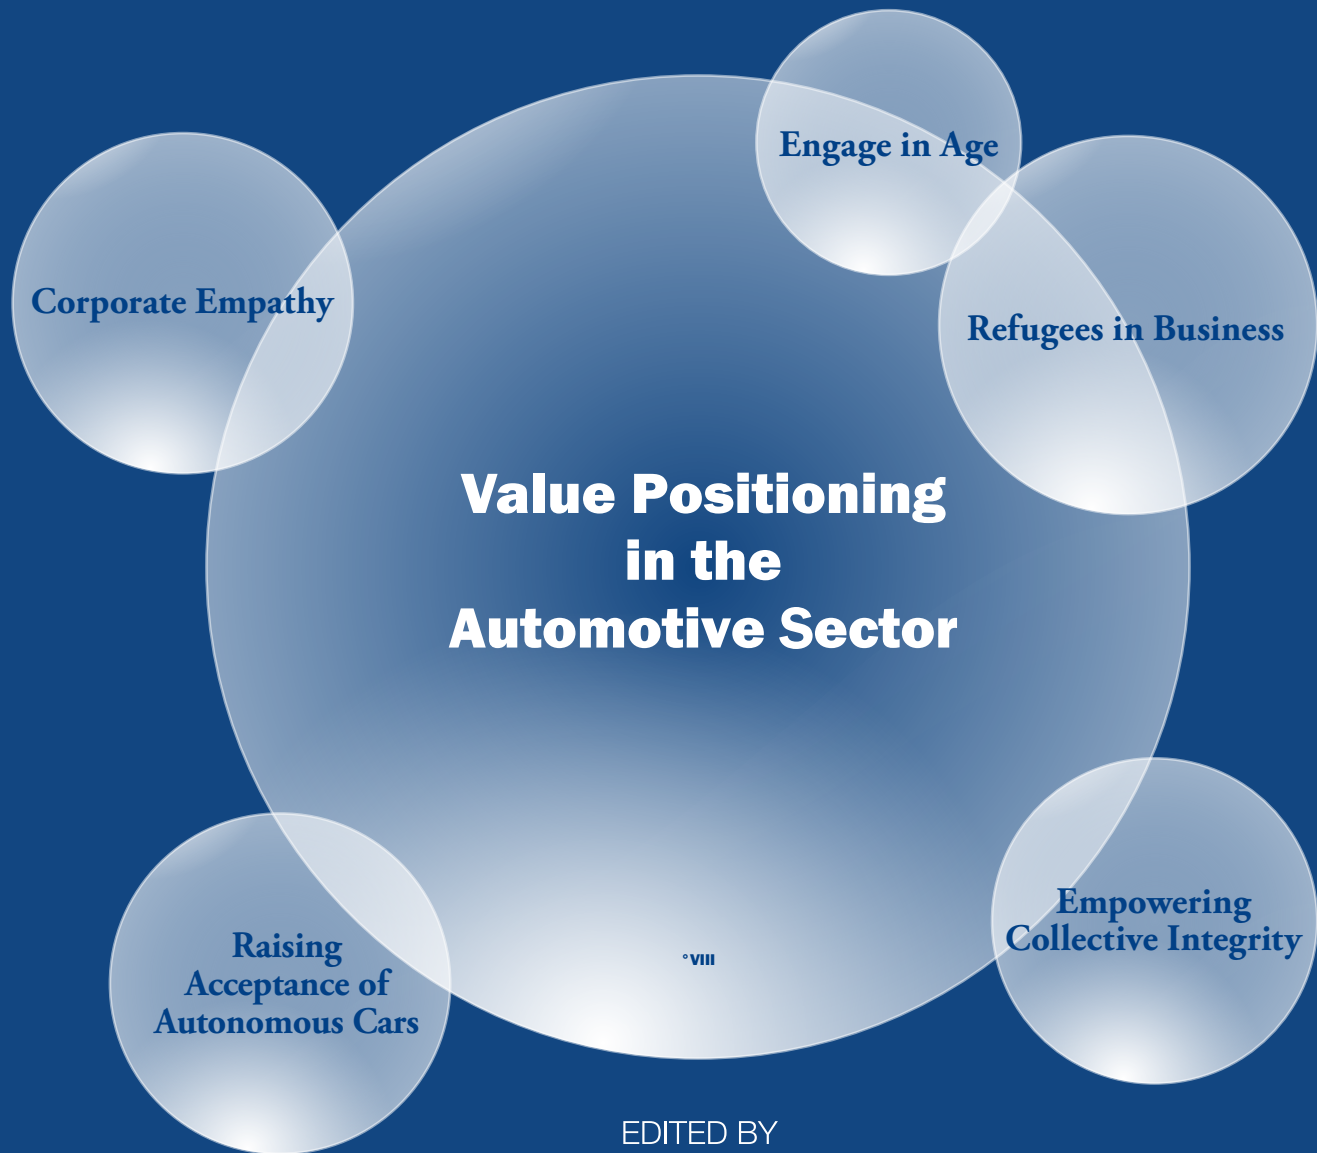 Engage in Age
Corporate Empathy
Refugees in Business
Value Positioning
in the
Automotive Sector
Empowering
Collective Integrity
Raising
Acceptance of
Autonomous Cars
°VIII
EDITED BY